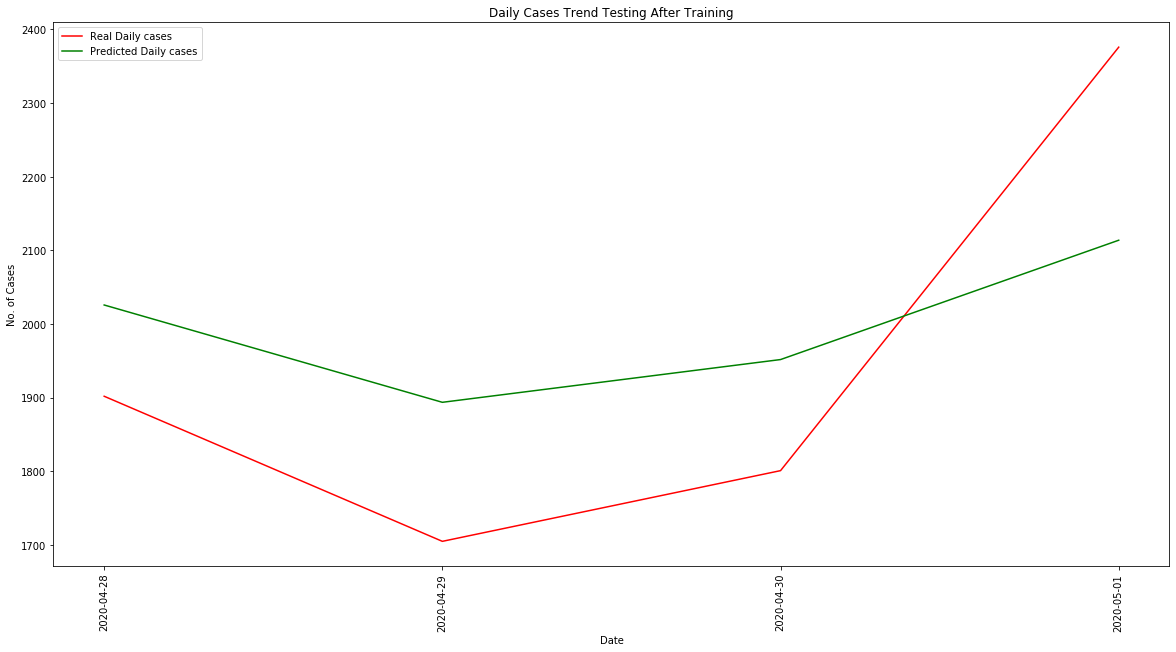 Daily Cases Trend Testing After Training
Real Daily cases
Predicted Daily cases
2400
2300
2200
2100
2000
1900
1800
1700
No. of Cases
2020-04-28
2020-04-29
2020-04-30
2020-05-01
Date